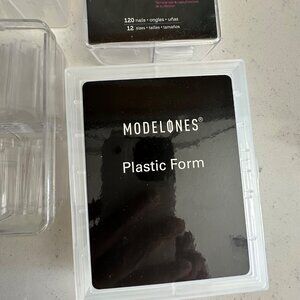 120 nails • ongles • uñas
12 sizes • tailles • tamaños
MODELONES®
Plastic Form